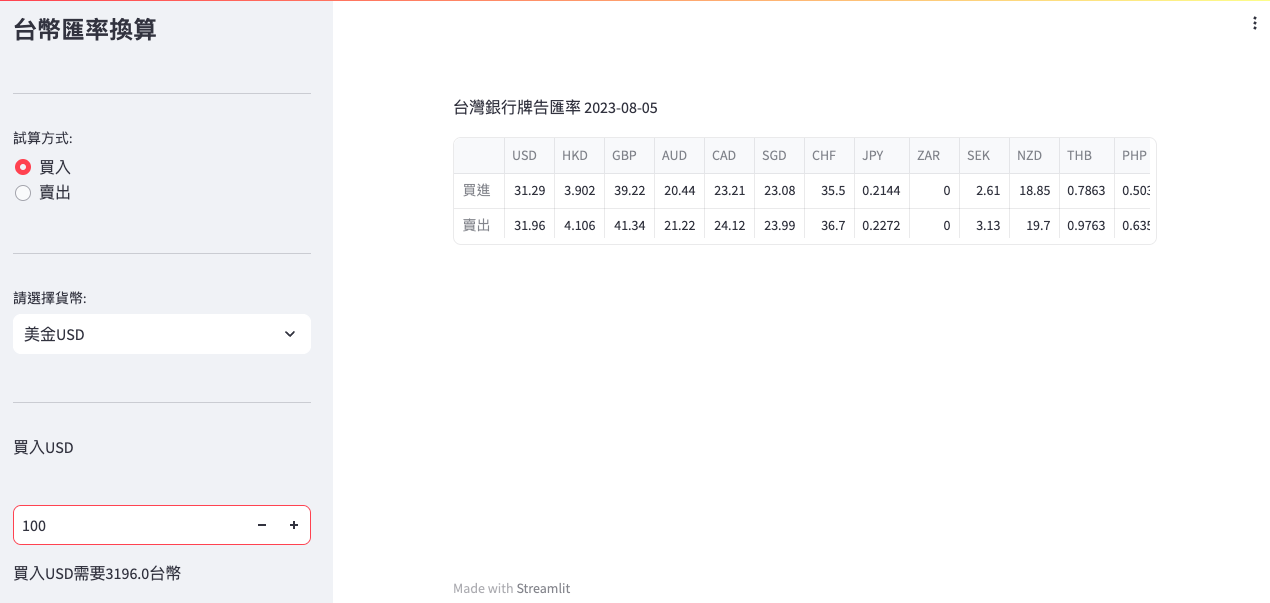 台幣匯率換算
試算方式:
買入
賣出
請選擇貨幣:
美金USD
買入USD
100
買入USD需要3196.0台幣
台灣銀行牌告匯率 2023-08-05
USD HKD GBP AUD CAD SGD CHF JPY ZAR SEK NZD THB PHP
買進 31.29 3.902 39.22 20.44 23.21 23.08 35.5 0.2144 0 2.61 18.85 0.7863
賣出 31.96 4.106 41.34 21.22 24.12 23.99 36.7 0.2272 0 3.13 19.7 0.9763
Made with Streamlit